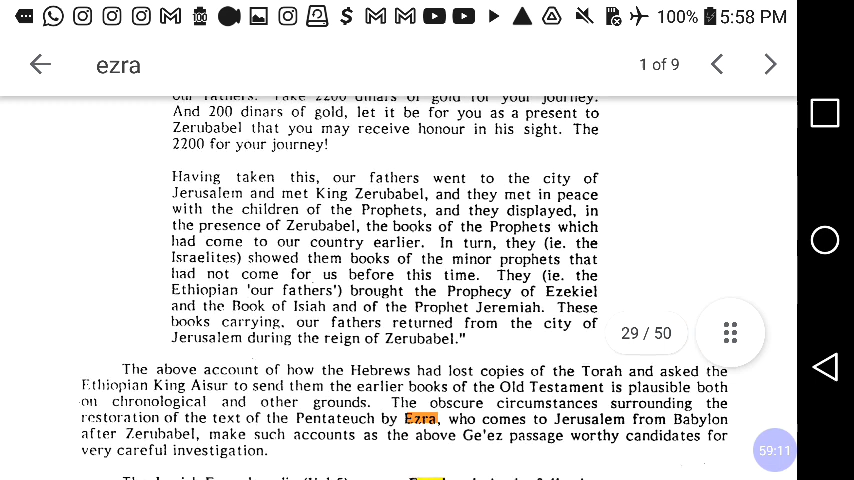 100% 5:58 PM
ezra
1 of 9
our fathers. Take 2200 dinars of gold for your journey.
And 200 dinars of gold, let it be for you as a present to
Zerubabel that you may receive honour in his sight. The
2200 for your journey!
Having taken this, our fathers went to the city of
Jerusalem and met King Zerubabel, and they met in peace
with the children of the Prophets, and they displayed, in
the presence of Zerubabel, the books of the Prophets which
had come to our country earlier. In turn, they (ie. the
Israelites) showed them books of the minor prophets that
had not come for us before this time. They (ie. the
Ethiopian 'our fathers') brought the Prophecy of Ezekiel
and the Book of Isiah and of the Prophet Jeremiah. These
books carrying, our fathers returned from the city of
Jerusalem during the reign of Zerubabel."
29 / 50
The above account of how the Hebrews had lost copies of the Torah and asked the
Ethiopian King Aisur to send them the earlier books of the Old Testament is plausible both
on chronological and other grounds. The obscure circumstances surrounding the
restoration of the text of the Pentateuch by Ezra, who comes to Jerusalem from Babylon
after Zerubabel, make such accounts as the above Ge'ez passage worthy candidates for
very careful investigation.
59:11